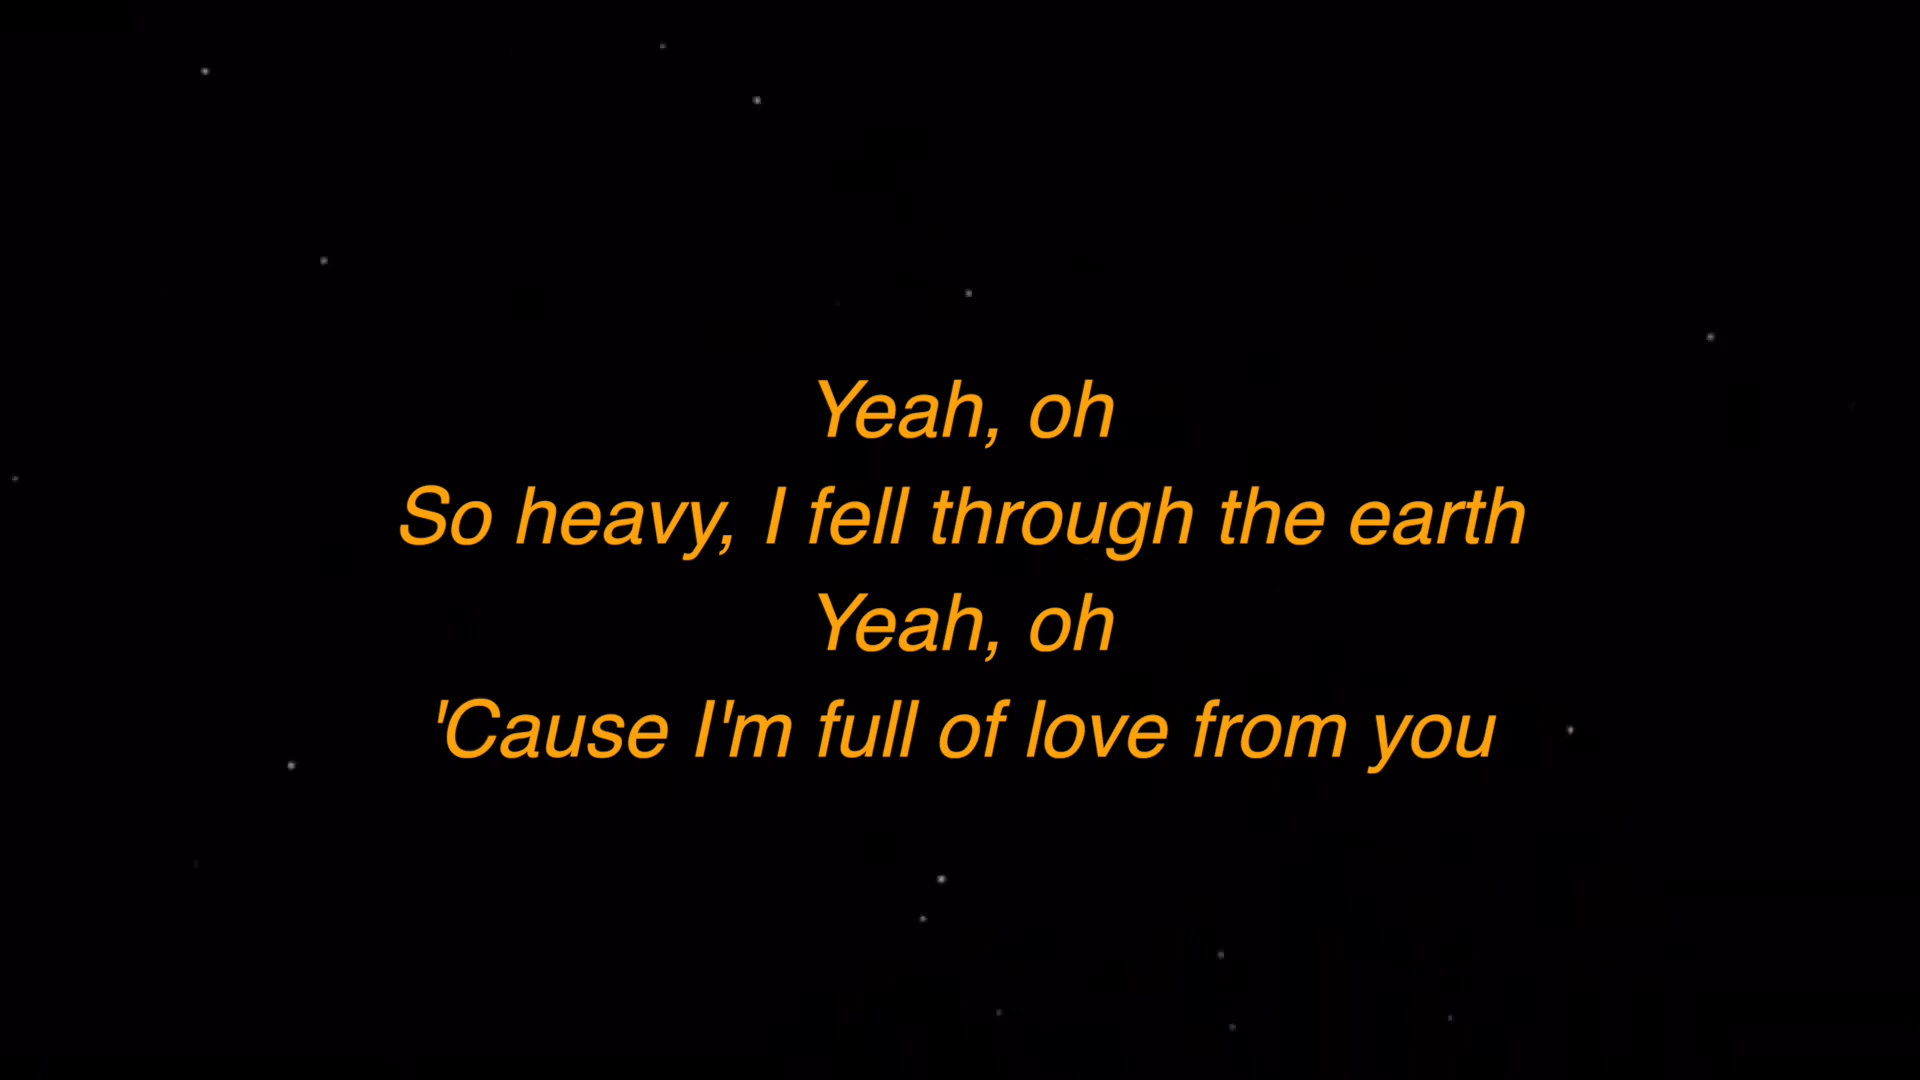 Yeah, oh
So heavy, I fell through the earth
Yeah, oh
'Cause I'm full of love from you